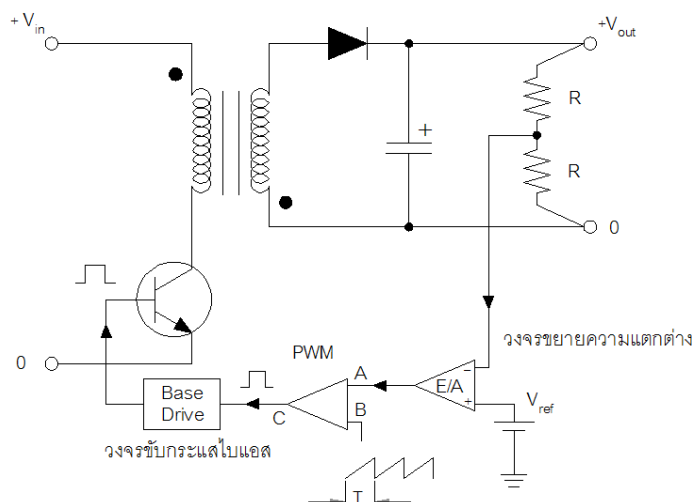 + Vin
+Vout
R
+
R
0
0
วงจรขยายความแตกต่าง
PWM
A
−
E/A
+
B
C
Base
Drive
Vref
วงจรขับกระแสไบแอส
T